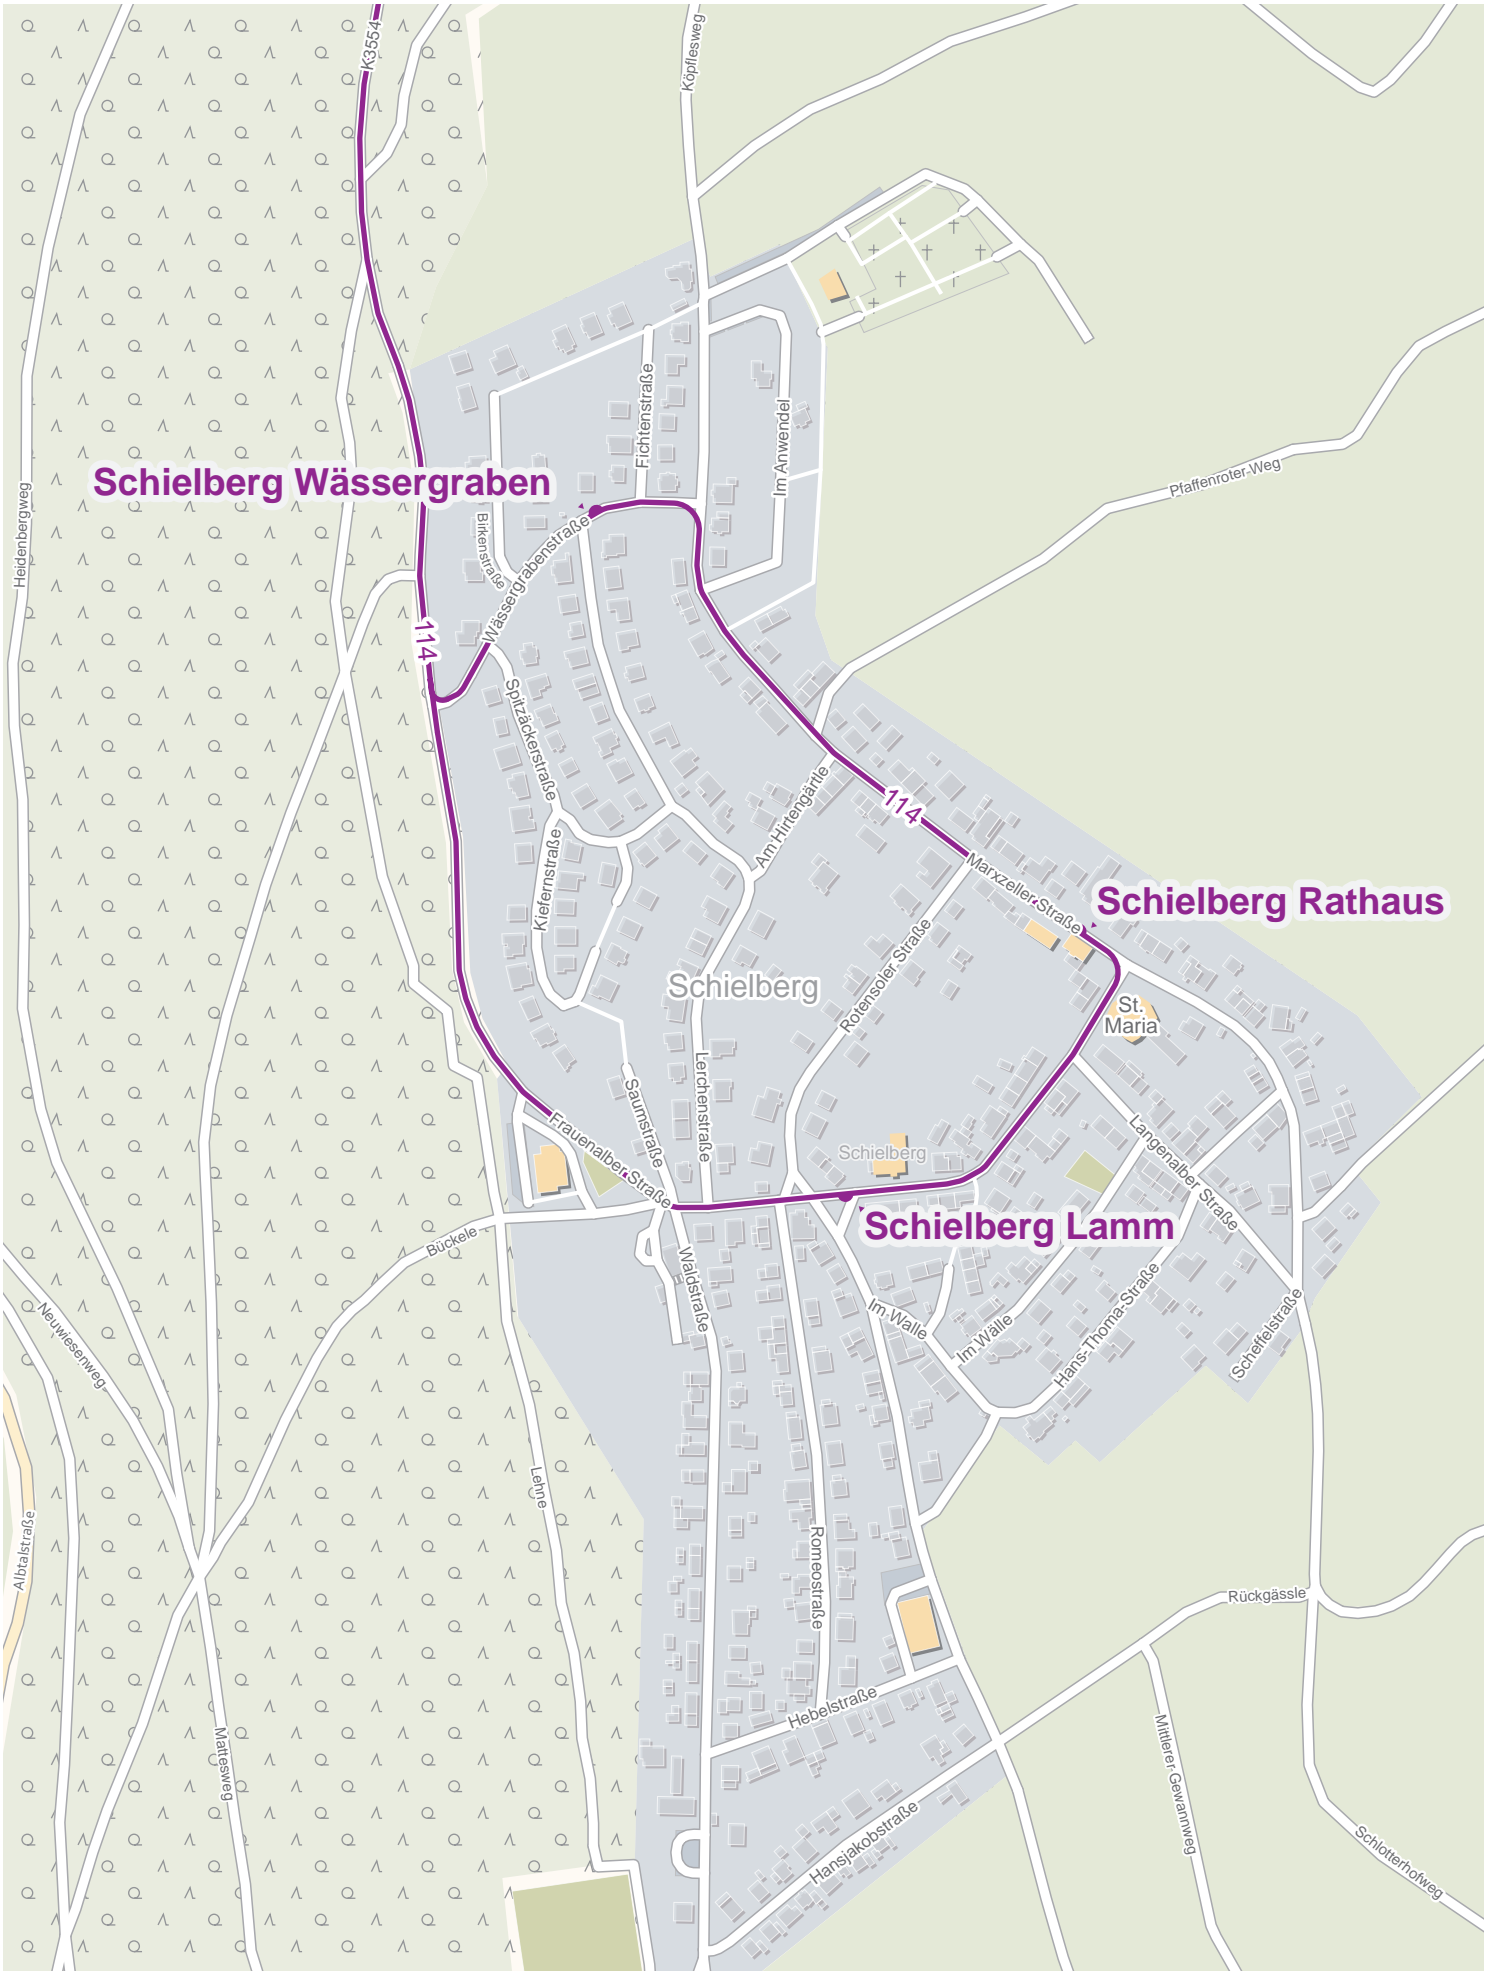 K3554
Köpflesweg
Heidenbergweg
Fichtenstraße
Im Anwendel
Schielberg Wässergraben
Pfaffenroter-Weg
Birkenstraße
Wässergrabenstraße
114
Spitzäckerstraße
Am Hirtengärtle
114
Kiefernstraße
Marxzeller-Straße
Schielberg Rathaus
Rotensoler-Straße
Schielberg
St.
Maria
Lerchenstraße
Saumstraße
Frauenalber-Straße
Schielberg
Langenalber-Straße
Schielberg Lamm
Bückele
Waldstraße
Im-Walle
Im-Wälle
Hans-Thoma-Straße
Scheffelstraße
Neuwiesenweg
Lehne
Albtalstraße
Romeostraße
Rückgässle
Hebelstraße
Mattesweg
Mittlerer-Gewannweg
Hansjakobstraße
Schlotterhofweg